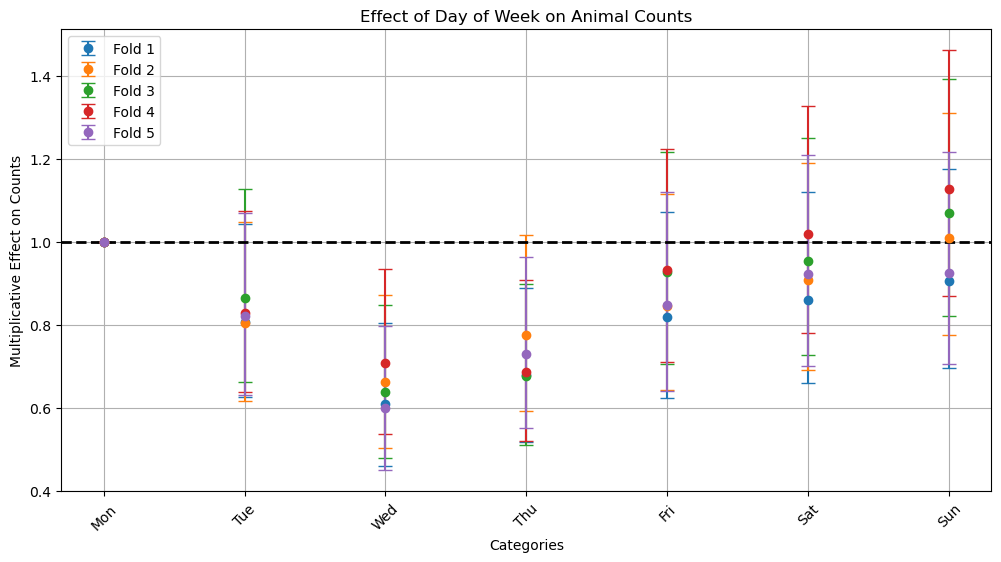 Effect of Day of Week on Animal Counts
Fold 1
Fold 2
Fold 3
Fold 4
Fold 5
Multiplicative Effect on Counts
1.4
1.2
1.0
0.8
0.6
0.4
Mon
Tue
Wed
Thu
Fri
Sat
Sun
Categories